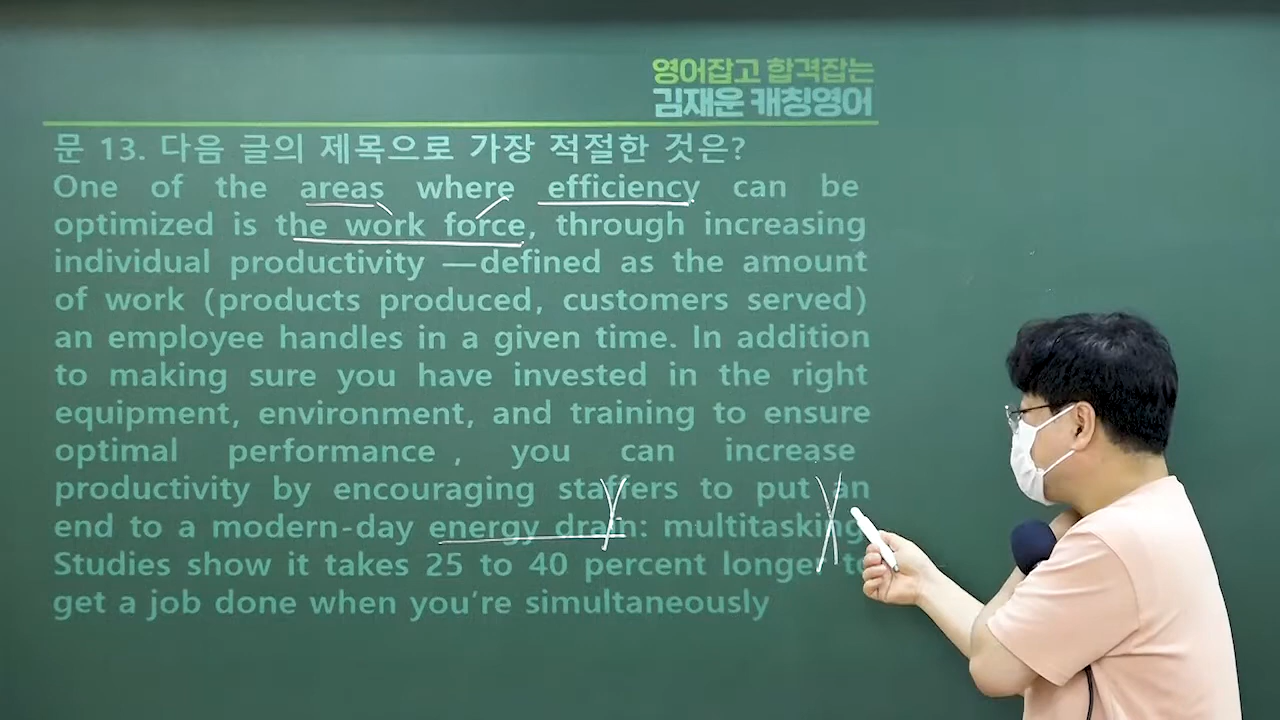 영어잡고 합격잡는
김재운 캐칭영어
문 13. 다음 글의 제목으로 가장 적절한 것은?
One of the areas where efficiency can be
optimized is the work force, through increasing
individual productivity —defined as the amount
of work (products produced, customers served)
an employee handles in a given time. In addition
to making sure you have invested in the right
equipment, environment, and training to ensure
optimal performance , you can increase
productivity by encouraging staffers to put an
end to a modern-day energy drain: multitasking.
Studies show it takes 25 to 40 percent longer to
get a job done when you're simultaneously